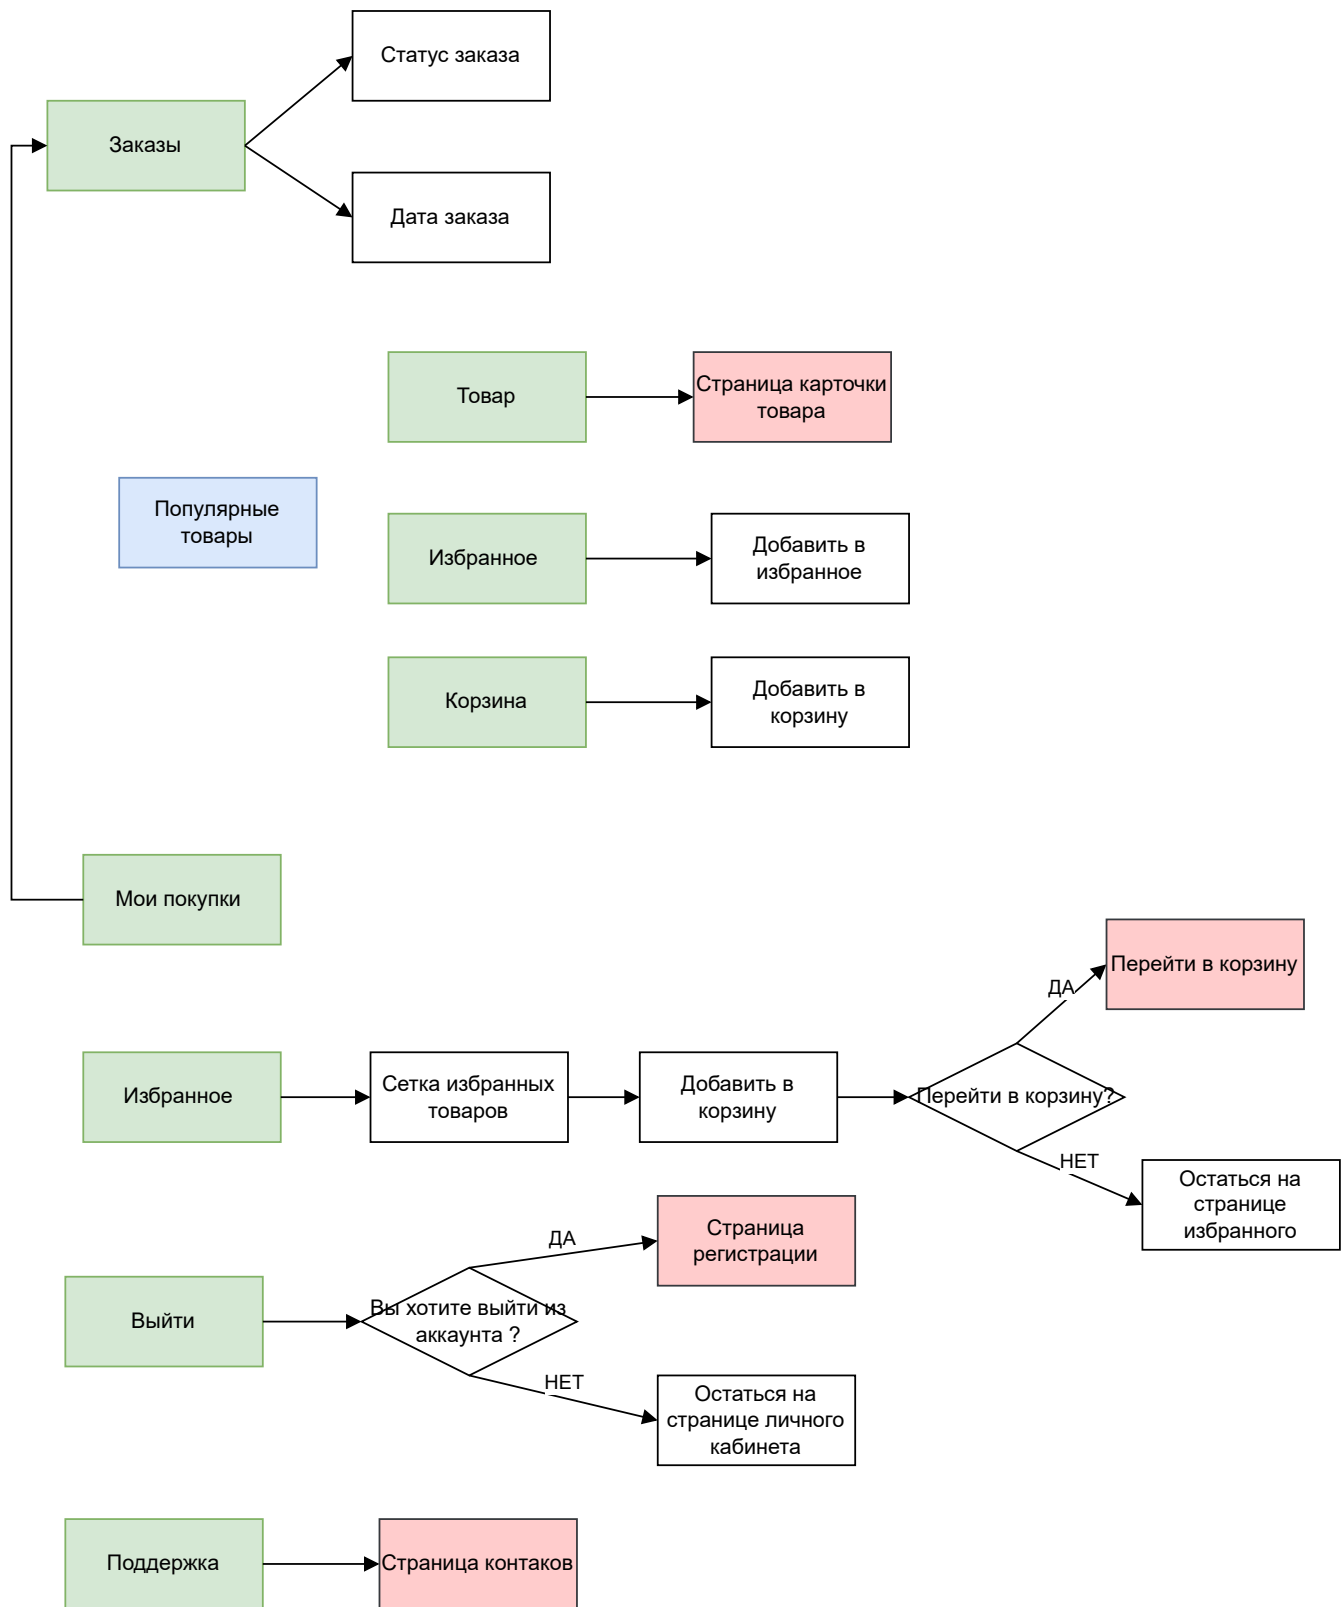 Статус заказа
Заказы
Дата заказа
Товар
Страница карточки
товара
Популярные
товары
Избранное
Добавить в
избранное
Корзина
Добавить в
корзину
Мои покупки
Перейти в корзину
ДА
Избранное
Сетка избранных
товаров
Добавить в
корзину
Перейти в корзину?
НЕТ
Остаться на
странице
избранного
Страница
регистрации
ДА
Выйти
Вы хотите выйти из
аккаунта ?
НЕТ
Остаться на
странице личного
кабинета
Поддержка
Страница контаков